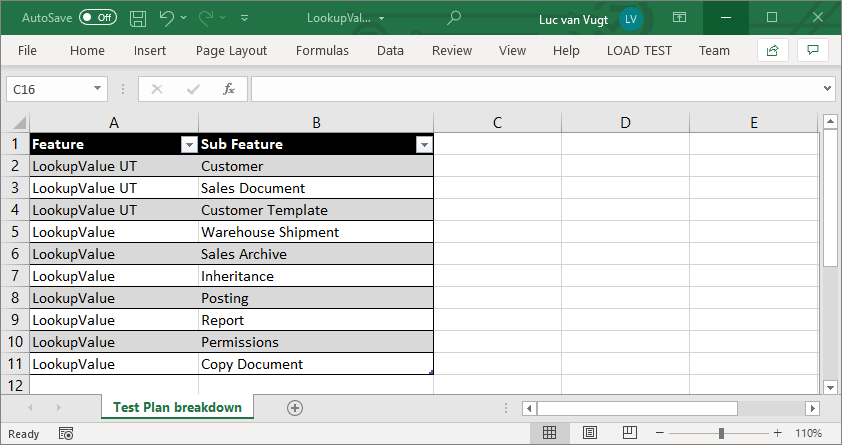 AutoSave Off LookupVal... Luc van Vugt LV
File Home Insert Page Layout Formulas Data Review View Help LOAD TEST Team
C16 fx
A B C D E
1 Feature Sub Feature
2 LookupValue UT Customer
3 LookupValue UT Sales Document
4 LookupValue UT Customer Template
5 LookupValue Warehouse Shipment
6 LookupValue Sales Archive
7 LookupValue Inheritance
8 LookupValue Posting
9 LookupValue Report
10 LookupValue Permissions
11 LookupValue Copy Document
12
Test Plan breakdown
Ready 110%